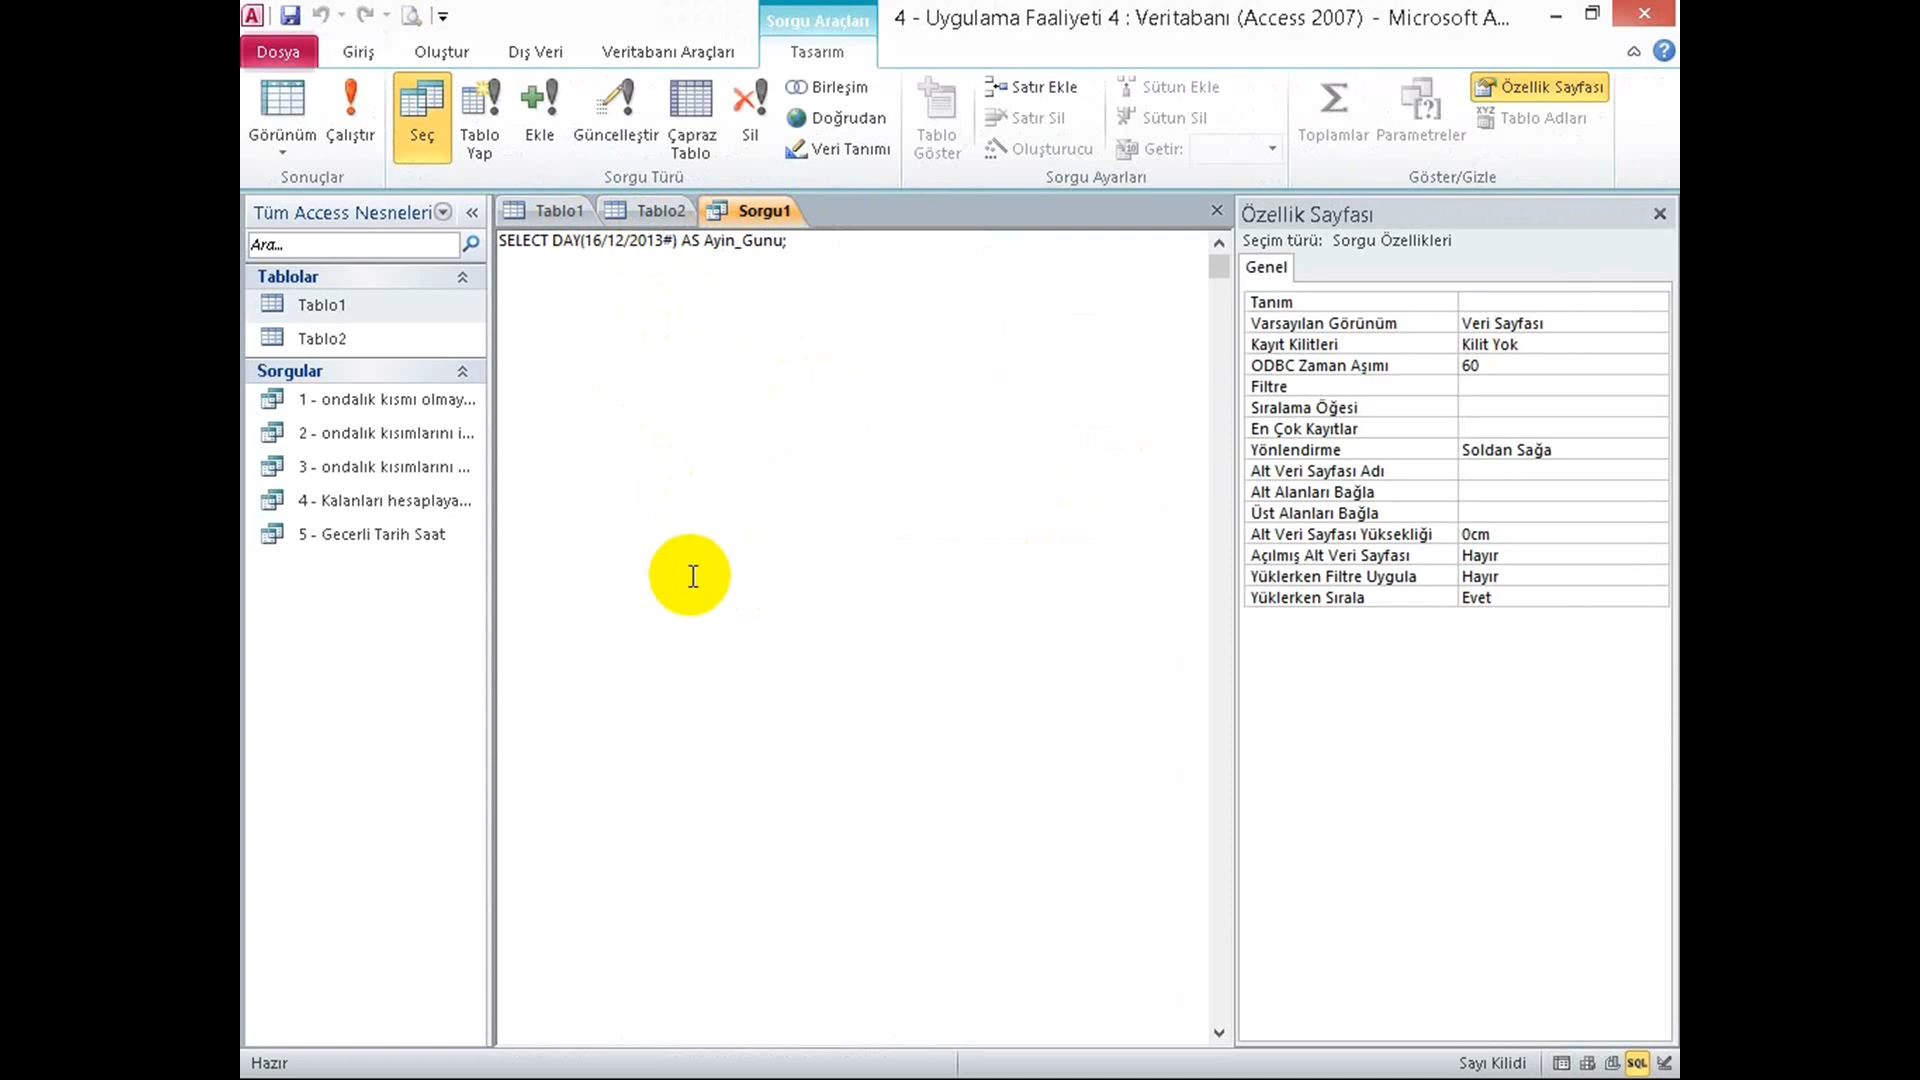 Sorgu Araçları
4 - Uygulama Faaliyeti 4 : Veritabanı (Access 2007) - Microsoft A...
Dosya
Giriş
Oluştur
Dış Veri
Veritabanı Araçları
Tasarım
Görünüm
Çalıştır
Seç
Tablo Yap
Ekle
Güncelleştir
Çapraz Tablo
Sil
Birleşim
Doğrudan
Veri Tanımı
Tablo Göster
Satır Ekle
Satır Sil
Oluşturucu
Sütun Ekle
Sütun Sil
Getir:
Toplamlar
Parametreler
Özellik Sayfası
XYZ Tablo Adları
Sonuçlar
Sorgu Türü
Sorgu Ayarları
Göster/Gizle
Tüm Access Nesneleri
Ara...
Tablolar
Tablo1
Tablo2
Sorgular
1 - ondalık kısmı olmay...
2 - ondalık kısımlarını i...
3 - ondalık kısımlarını ...
4 - Kalanları hesaplaya...
5 - Gecerli Tarih Saat
Tablo1
Tablo2
Sorgu1
SELECT DAY(16/12/2013#) AS Ayin_Gunu;
Özellik Sayfası
Seçim türü: Sorgu Özellikleri
Genel
Tanım
Varsayılan Görünüm Veri Sayfası
Kayıt Kilitleri Kilit Yok
ODBC Zaman Aşımı 60
Filtre
Sıralama Öğesi
En Çok Kayıtlar
Yönlendirme Soldan Sağa
Alt Veri Sayfası Adı
Alt Alanları Bağla
Üst Alanları Bağla
Alt Veri Sayfası Yüksekliği 0cm
Açılmış Alt Veri Sayfası Hayır
Yüklerken Filtre Uygula Hayır
Yüklerken Sırala Evet
Hazır
Sayı Kilidi
SQL